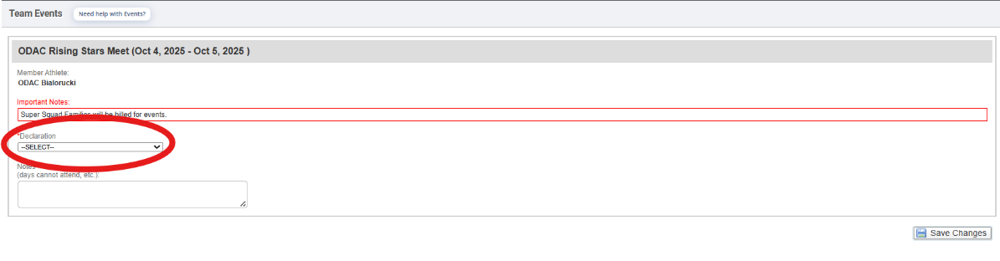 Team Events Need help with Events?
ODAC Rising Stars Meet (Oct 4, 2025 - Oct 5, 2025 )
Member Athlete:
ODAC Bialorucki
Important Notes:
Super Squad Families will be billed for events.
*Declaration
--SELECT--
Notes
(days cannot attend, etc.):
Save Changes